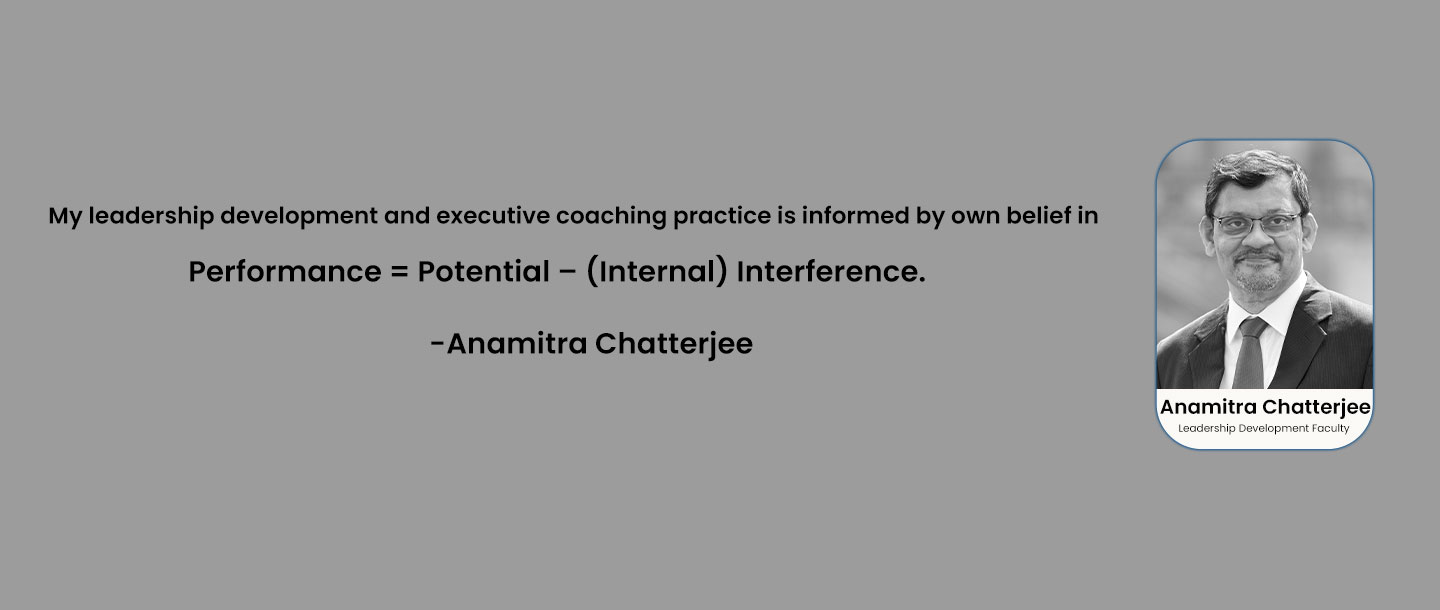 My leadership development and executive coaching practice is informed by own belief in
Performance = Potential – (Internal) Interference.
-Anamitra Chatterjee
Anamitra Chatterjee
Leadership Development Faculty